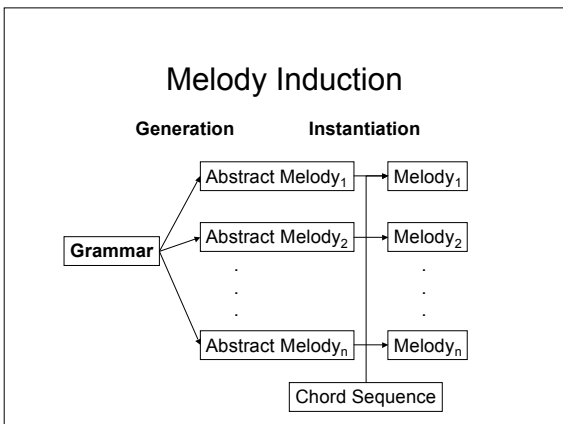 Melody Induction
Generation Instantiation
Abstract Melody₁ Melody₁
Abstract Melody₂ Melody₂
Grammar
. .
. .
. .
Abstract Melodyₙ Melodyₙ
Chord Sequence